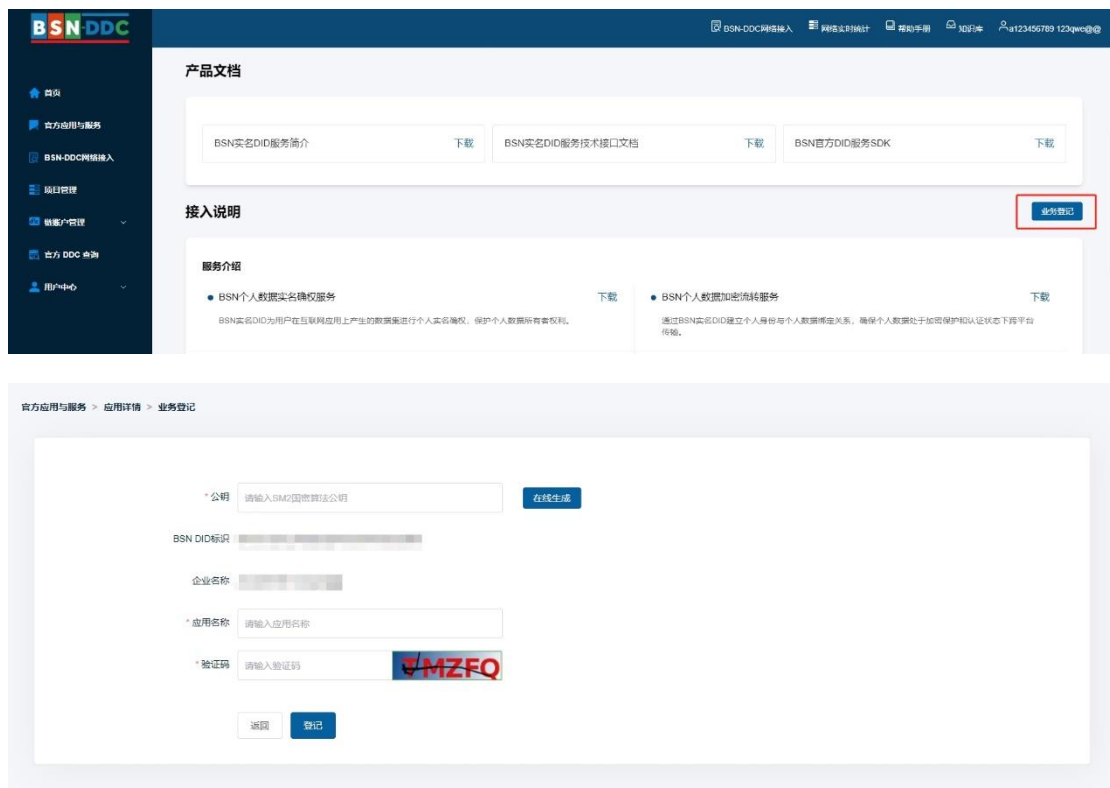 BSN-DDC
BSN-DDC网络接入 网络实时统计 帮助手册 知识库 a123456789 123qwe@@
首页
官方应用与服务
BSN-DDC网络接入
项目管理
链账户管理
官方 DDC 查询
用户中心
产品文档
BSN实名DID服务简介 下载
BSN实名DID服务技术接口文档 下载
BSN官方DID服务SDK 下载
接入说明 业务登记
服务介绍
BSN个人数据实名确权服务 下载
BSN实名DID为用户在互联网应用上产生的数据集进行个人实名确权，保护个人数据所有者权利。
BSN个人数据加密流转服务 下载
通过BSN实名DID建立个人身份与个人数据绑定关系，确保个人数据处于加密保护和认证状态下跨平台
传输。
官方应用与服务 > 应用详情 > 业务登记
* 公钥 请输入SM2国密算法公钥 在线生成
BSN DID标识
企业名称
* 应用名称 请输入应用名称
* 验证码 请输入验证码 TMZFQ
返回 登记